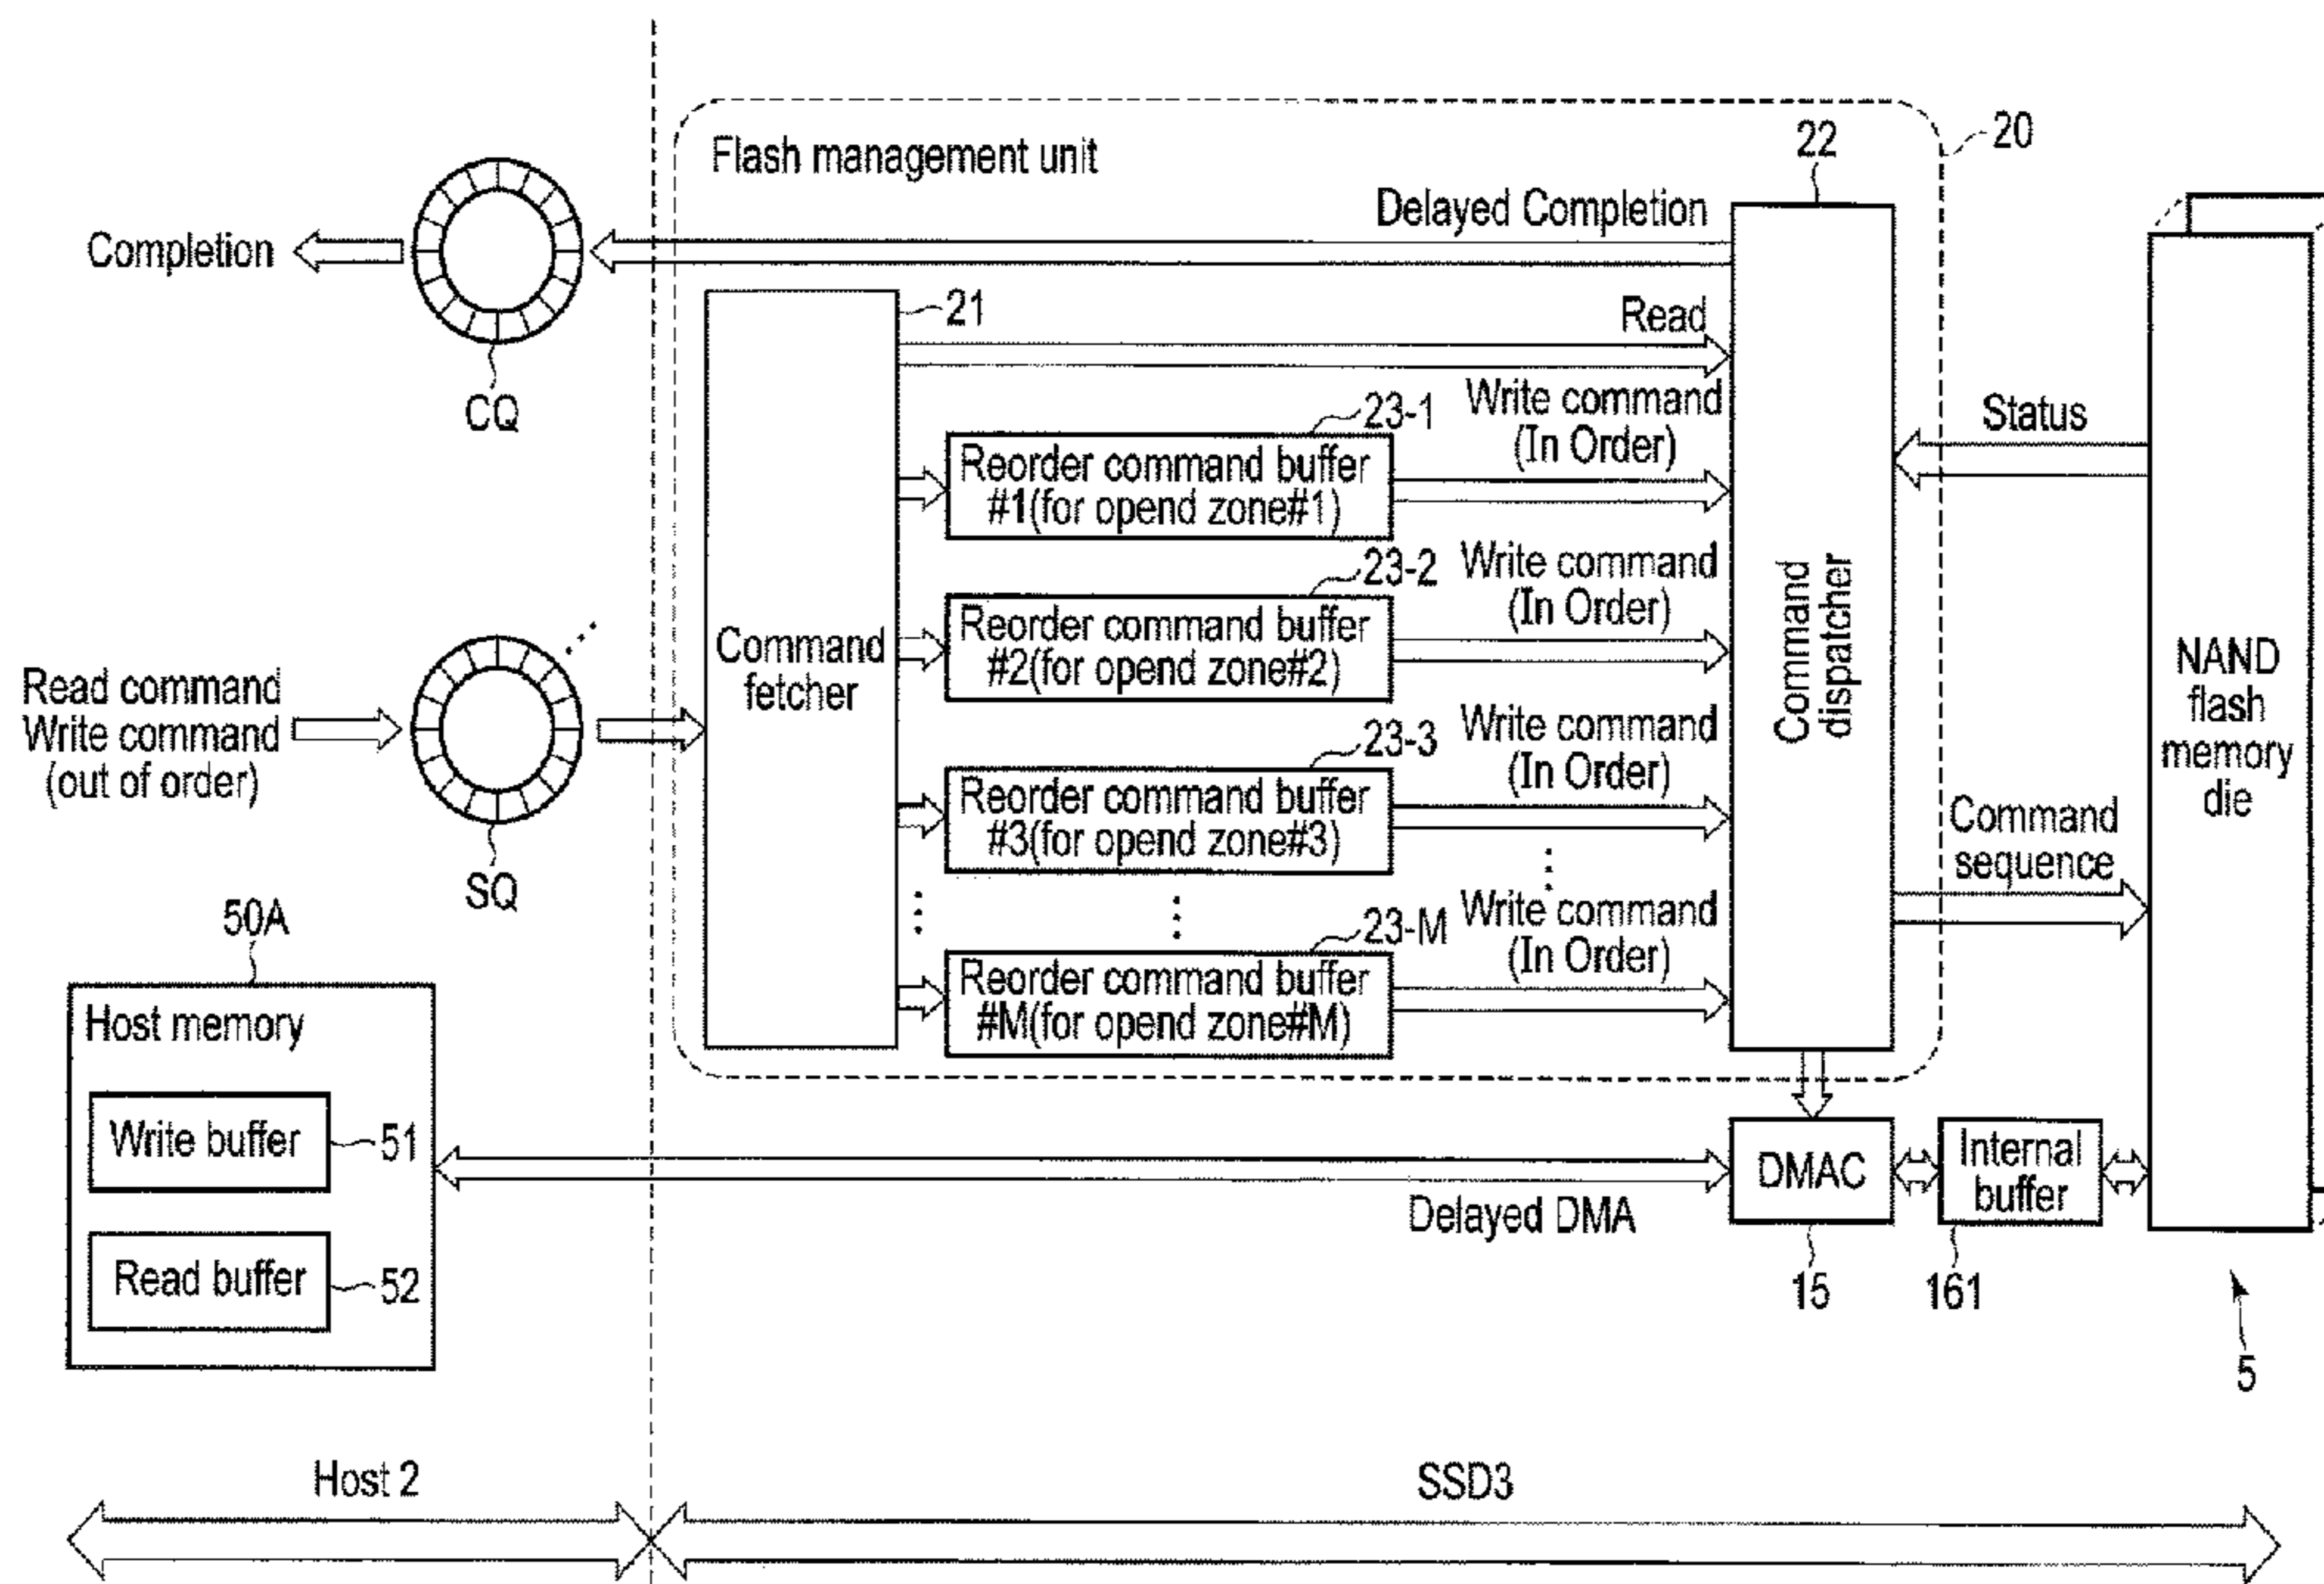 Flash management unit
20
22
Delayed Completion
Completion
CQ
21
Read
23-1
Write command
(In Order)
Reorder command buffer
#1(for opend zone#1)
Status
23-2
Write command
(In Order)
Reorder command buffer
#2(for opend zone#2)
Command
fetcher
Command
dispatcher
NAND
flash
memory
die
Read command
Write command
(out of order)
SQ
23-3
Write command
(In Order)
Reorder command buffer
#3(for opend zone#3)
Command
sequence
23-M
Write command
(In Order)
Reorder command buffer
#M(for opend zone#M)
50A
Host memory
Write buffer
51
Read buffer
52
Delayed DMA
DMAC
15
Internal
buffer
161
5
Host 2
SSD3